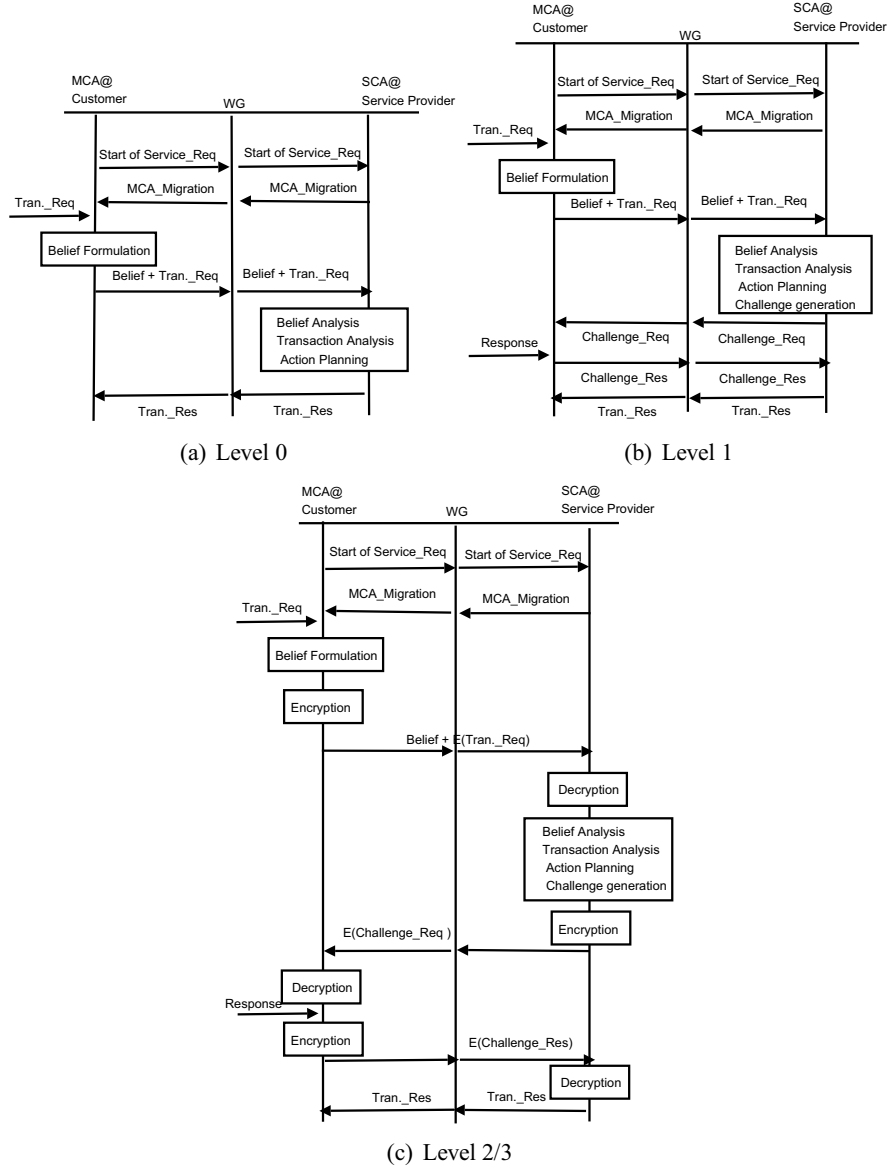 MCA@
Customer
WG
SCA@
Service Provider
Start of Service_Req
Start of Service_Req
MCA_Migration
MCA_Migration
Tran._Req
Belief Formulation
Belief + Tran._Req
Belief + Tran._Req
Belief Analysis
Transaction Analysis
Action Planning
Tran._Res
Tran._Res
(a) Level 0
MCA@
Customer
WG
SCA@
Service Provider
Start of Service_Req
Start of Service_Req
MCA_Migration
MCA_Migration
Tran._Req
Belief Formulation
Belief + Tran._Req
Belief + Tran._Req
Belief Analysis
Transaction Analysis
Action Planning
Challenge generation
Challenge_Req
Challenge_Req
Response
Challenge_Res
Challenge_Res
Tran._Res
Tran._Res
(b) Level 1
MCA@
Customer
WG
SCA@
Service Provider
Start of Service_Req
Start of Service_Req
MCA_Migration
MCA_Migration
Tran._Req
Belief Formulation
Encryption
Belief + E(Tran._Req)
Decryption
Belief Analysis
Transaction Analysis
Action Planning
Challenge generation
Encryption
E(Challenge_Req )
Decryption
Response
Encryption
E(Challenge_Res)
Decryption
Tran._Res
Tran._Res
(c) Level 2/3